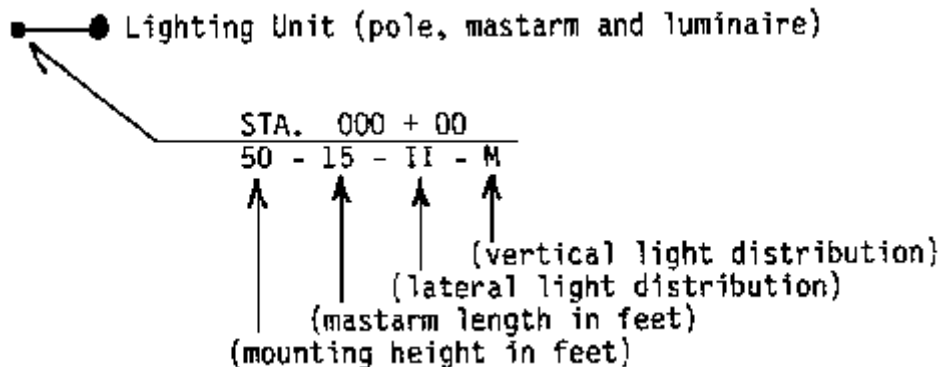 Lighting Unit (pole, mastarm and luminaire)
STA. 000 + 00
50 - 15 - II - M
(vertical light distribution)
(lateral light distribution)
(mastarm length in feet)
(mounting height in feet)